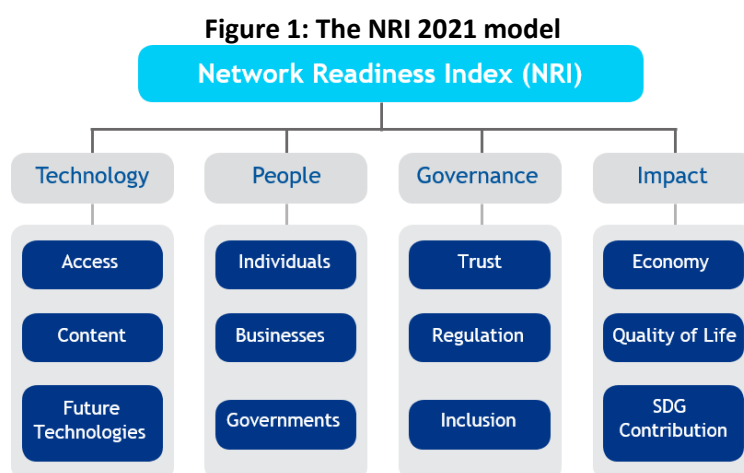 Figure 1: The NRI 2021 model
Network Readiness Index (NRI)
Technology
People
Governance
Impact
Access
Individuals
Trust
Economy
Content
Businesses
Regulation
Quality of Life
Future
Technologies
Governments
Inclusion
SDG
Contribution